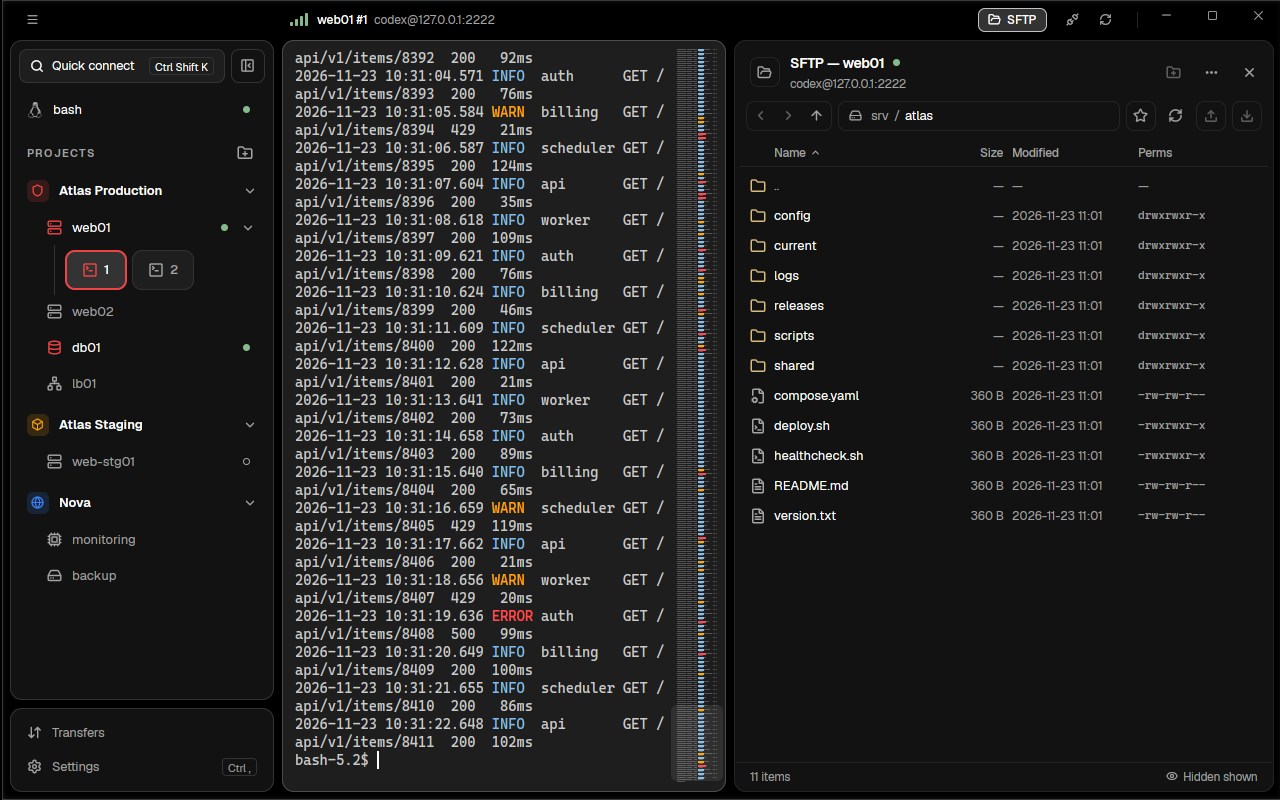 web01 #1 codex@127.0.0.1:2222
SFTP
Quick connect Ctrl Shift K
bash
PROJECTS
Atlas Production
web01
1 2
web02
db01
lb01
Atlas Staging
web-stg01
Nova
monitoring
backup
Transfers
Settings Ctrl ,
api/v1/items/8392 200 92ms
2026-11-23 10:31:04.571 INFO auth GET /
api/v1/items/8393 200 76ms
2026-11-23 10:31:05.584 WARN billing GET /
api/v1/items/8394 429 21ms
2026-11-23 10:31:06.587 INFO scheduler GET /
api/v1/items/8395 200 124ms
2026-11-23 10:31:07.604 INFO api GET /
api/v1/items/8396 200 35ms
2026-11-23 10:31:08.618 INFO worker GET /
api/v1/items/8397 200 109ms
2026-11-23 10:31:09.621 INFO auth GET /
api/v1/items/8398 200 76ms
2026-11-23 10:31:10.624 INFO billing GET /
api/v1/items/8399 200 46ms
2026-11-23 10:31:11.609 INFO scheduler GET /
api/v1/items/8400 200 122ms
2026-11-23 10:31:12.628 INFO api GET /
api/v1/items/8401 200 21ms
2026-11-23 10:31:13.641 INFO worker GET /
api/v1/items/8402 200 73ms
2026-11-23 10:31:14.658 INFO auth GET /
api/v1/items/8403 200 89ms
2026-11-23 10:31:15.640 INFO billing GET /
api/v1/items/8404 200 65ms
2026-11-23 10:31:16.659 WARN scheduler GET /
api/v1/items/8405 429 119ms
2026-11-23 10:31:17.662 INFO api GET /
api/v1/items/8406 200 21ms
2026-11-23 10:31:18.656 WARN worker GET /
api/v1/items/8407 429 20ms
2026-11-23 10:31:19.636 ERROR auth GET /
api/v1/items/8408 500 99ms
2026-11-23 10:31:20.649 INFO billing GET /
api/v1/items/8409 200 100ms
2026-11-23 10:31:21.655 INFO scheduler GET /
api/v1/items/8410 200 86ms
2026-11-23 10:31:22.648 INFO api GET /
api/v1/items/8411 200 102ms
bash-5.2$
SFTP — web01
codex@127.0.0.1:2222
srv / atlas
Name Size Modified Perms
.. — — —
config — 2026-11-23 11:01 drwxrwxr-x
current — 2026-11-23 11:01 drwxrwxr-x
logs — 2026-11-23 11:01 drwxrwxr-x
releases — 2026-11-23 11:01 drwxrwxr-x
scripts — 2026-11-23 11:01 drwxrwxr-x
shared — 2026-11-23 11:01 drwxrwxr-x
compose.yaml 360 B 2026-11-23 11:01 -rw-rw-r--
deploy.sh 360 B 2026-11-23 11:01 -rwxrwxr-x
healthcheck.sh 360 B 2026-11-23 11:01 -rwxrwxr-x
README.md 360 B 2026-11-23 11:01 -rw-rw-r--
version.txt 360 B 2026-11-23 11:01 -rw-rw-r--
11 items Hidden shown